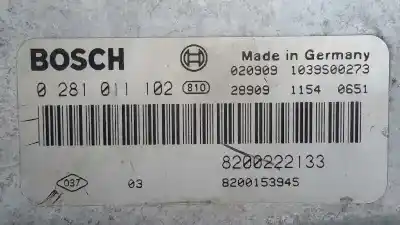 BOSCH
Made in Germany
020909 1039S00273
0 281 011 102 810
28909 1154 0651
8200222133
037 03 8200153945